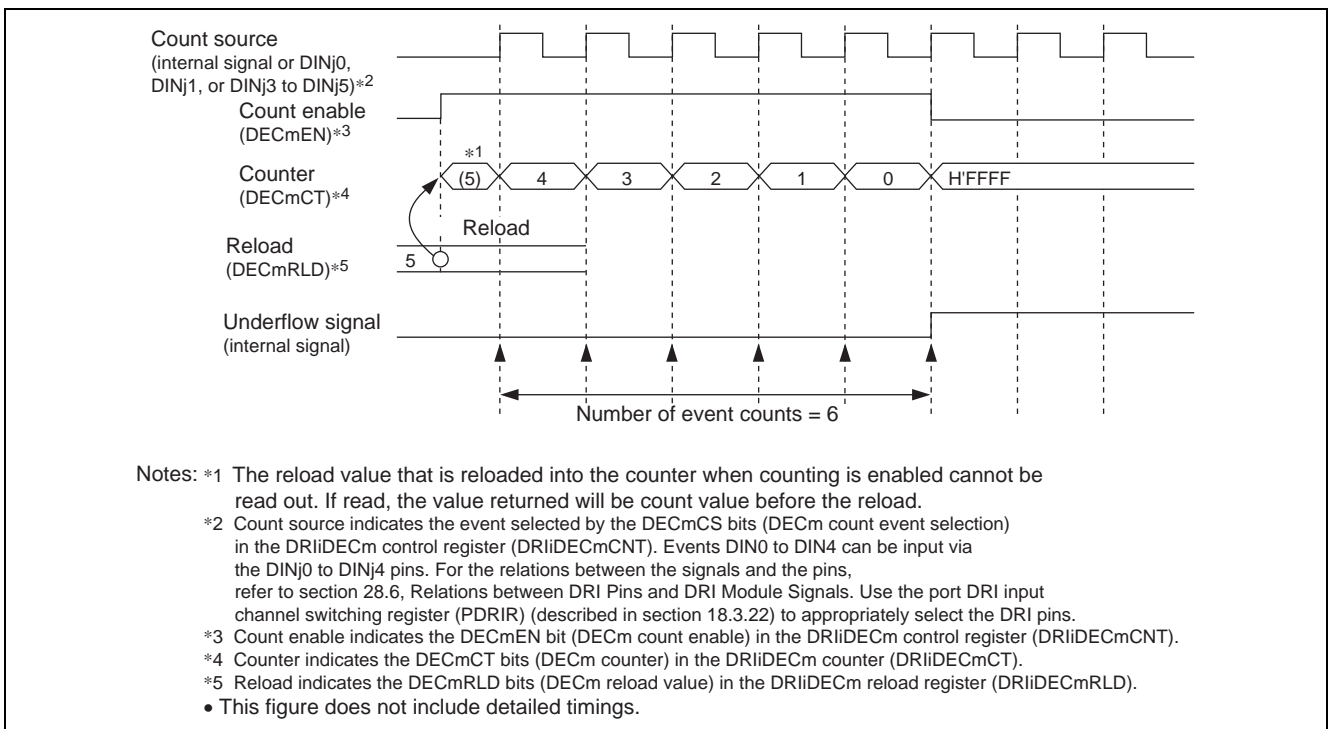 Count source
(internal signal or DINj0,
DINj1, or DINj3 to DINj5)*2
Count enable
(DECmEN)*3
*1
Counter
(DECmCT)*4
(5) 4 3 2 1 0 H'FFFF
Reload
Reload
(DECmRLD)*5
5
Underflow signal
(internal signal)
Number of event counts = 6
Notes: *1 The reload value that is reloaded into the counter when counting is enabled cannot be
read out. If read, the value returned will be count value before the reload.
*2 Count source indicates the event selected by the DECmCS bits (DECm count event selection)
in the DRIiDECm control register (DRIiDECmCNT). Events DIN0 to DIN4 can be input via
the DINj0 to DINj4 pins. For the relations between the signals and the pins,
refer to section 28.6, Relations between DRI Pins and DRI Module Signals. Use the port DRI input
channel switching register (PDRIR) (described in section 18.3.22) to appropriately select the DRI pins.
*3 Count enable indicates the DECmEN bit (DECm count enable) in the DRIiDECm control register (DRIiDECmCNT).
*4 Counter indicates the DECmCT bits (DECm counter) in the DRIiDECm counter (DRIiDECmCT).
*5 Reload indicates the DECmRLD bits (DECm reload value) in the DRIiDECm reload register (DRIiDECmRLD).
• This figure does not include detailed timings.